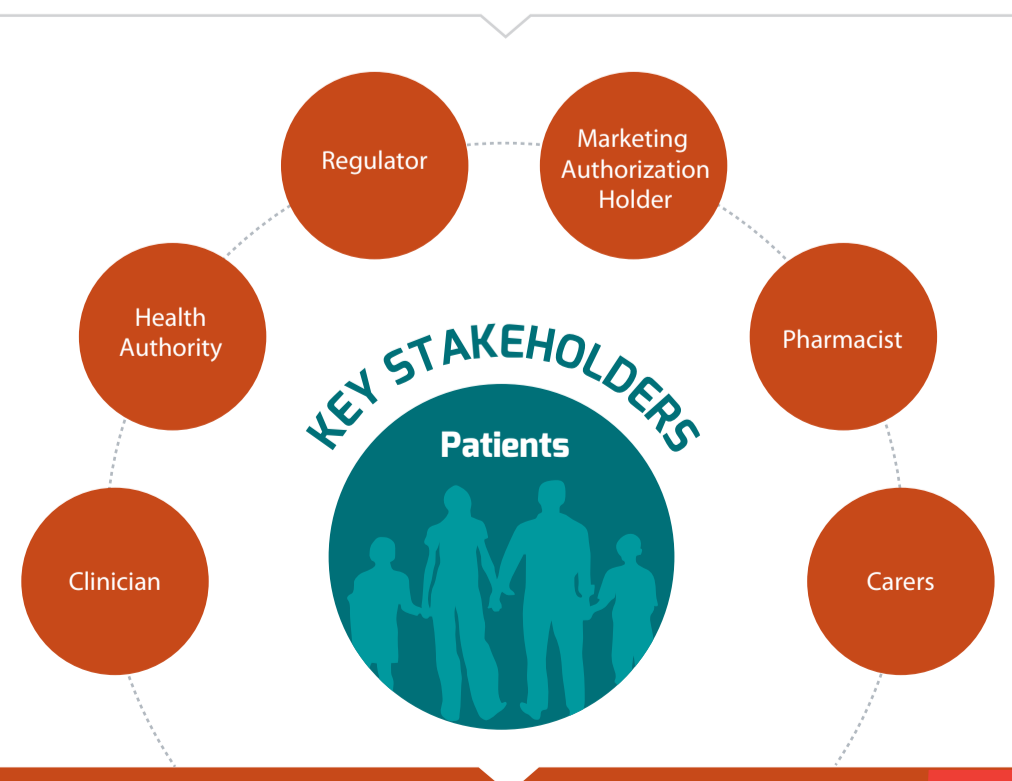 Regulator
Marketing
Authorization
Holder
Health
Authority
Pharmacist
KEY STAKEHOLDERS
Patients
Clinician
Carers